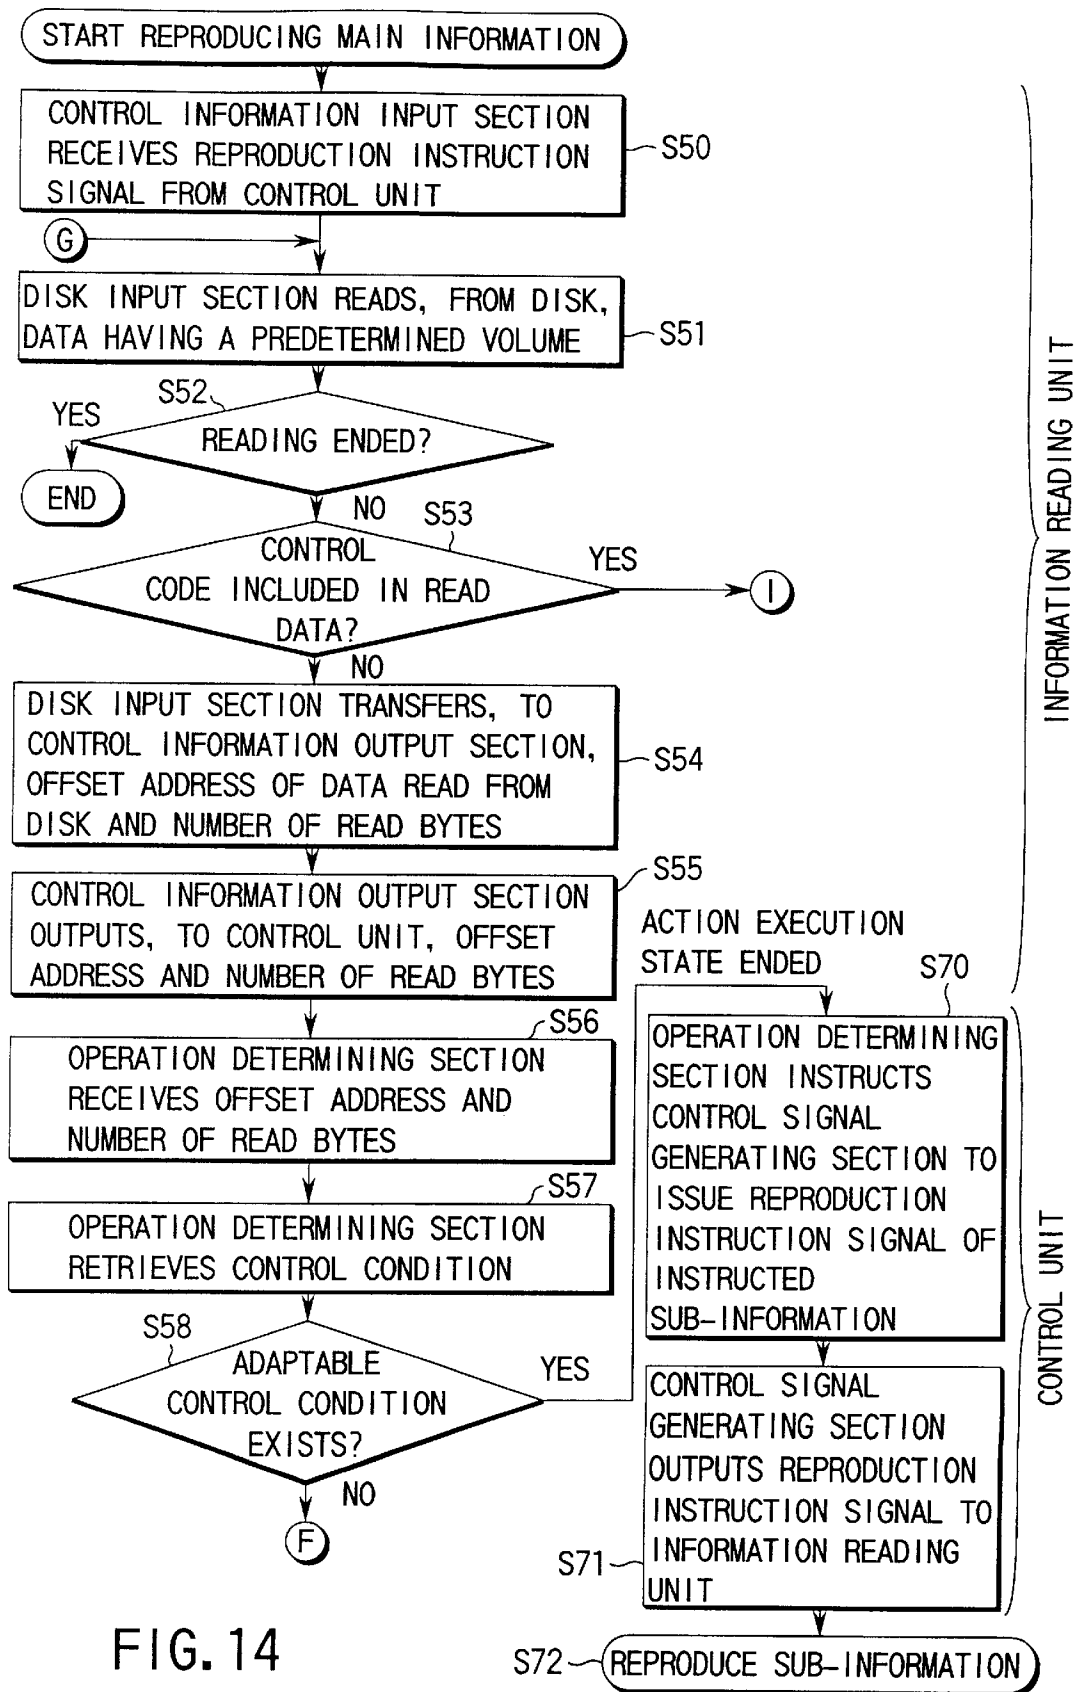 START REPRODUCING MAIN INFORMATION
CONTROL INFORMATION INPUT SECTION
RECEIVES REPRODUCTION INSTRUCTION
SIGNAL FROM CONTROL UNIT
S50
G
DISK INPUT SECTION READS, FROM DISK,
DATA HAVING A PREDETERMINED VOLUME
S51
S52
YES
READING ENDED?
END
NO
S53
CONTROL
CODE INCLUDED IN READ
DATA?
YES
I
NO
DISK INPUT SECTION TRANSFERS, TO
CONTROL INFORMATION OUTPUT SECTION,
OFFSET ADDRESS OF DATA READ FROM
DISK AND NUMBER OF READ BYTES
S54
S55
CONTROL INFORMATION OUTPUT SECTION
OUTPUTS, TO CONTROL UNIT, OFFSET
ADDRESS AND NUMBER OF READ BYTES
INFORMATION READING UNIT
S56
OPERATION DETERMINING SECTION
RECEIVES OFFSET ADDRESS AND
NUMBER OF READ BYTES
S57
OPERATION DETERMINING SECTION
RETRIEVES CONTROL CONDITION
S58
ADAPTABLE
CONTROL CONDITION
EXISTS?
YES
NO
F
ACTION EXECUTION
STATE ENDED
S70
OPERATION DETERMINING
SECTION INSTRUCTS
CONTROL SIGNAL
GENERATING SECTION TO
ISSUE REPRODUCTION
INSTRUCTION SIGNAL OF
INSTRUCTED
SUB-INFORMATION
CONTROL SIGNAL
GENERATING SECTION
OUTPUTS REPRODUCTION
INSTRUCTION SIGNAL TO
INFORMATION READING
UNIT
S71
CONTROL UNIT
S72
REPRODUCE SUB-INFORMATION
FIG. 14